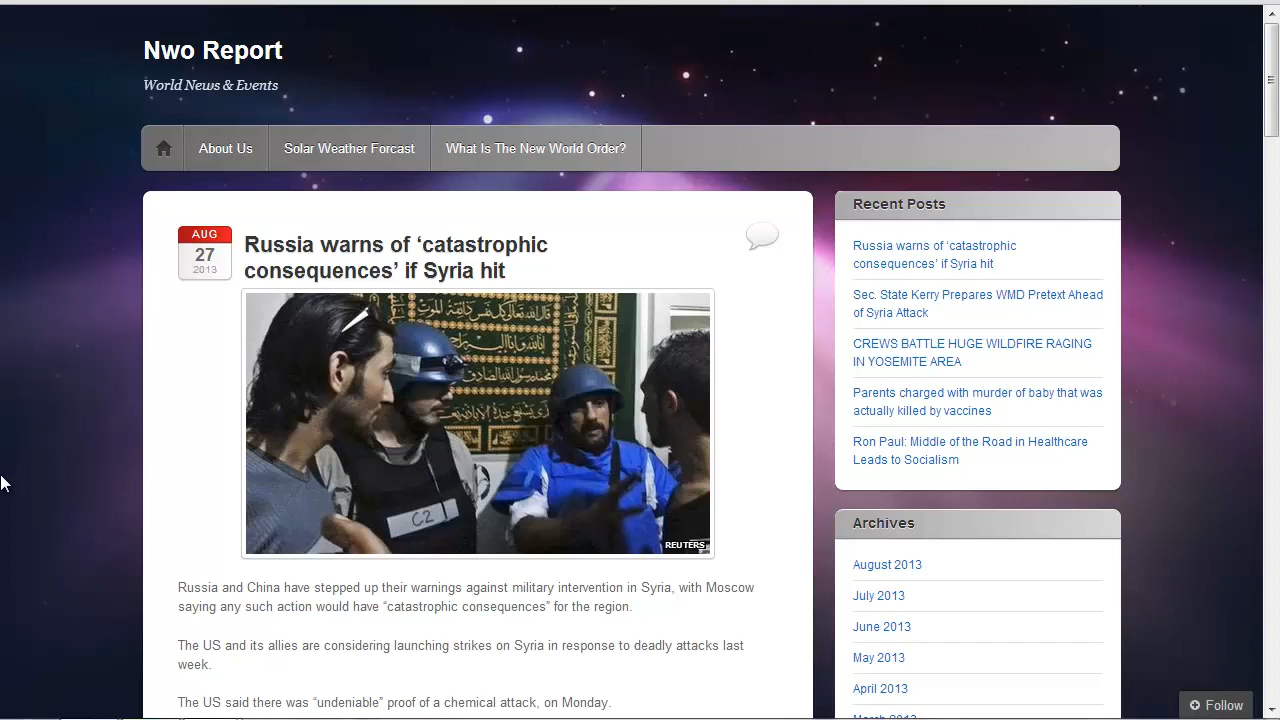 Nwo Report
World News & Events
About Us
Solar Weather Forcast
What Is The New World Order?
AUG
27
2013
Russia warns of ‘catastrophic
consequences’ if Syria hit
C2
REUTERS
Russia and China have stepped up their warnings against military intervention in Syria, with Moscow
saying any such action would have “catastrophic consequences” for the region.
The US and its allies are considering launching strikes on Syria in response to deadly attacks last
week.
The US said there was “undeniable” proof of a chemical attack, on Monday.
Recent Posts
Russia warns of ‘catastrophic
consequences’ if Syria hit
Sec. State Kerry Prepares WMD Pretext Ahead
of Syria Attack
CREWS BATTLE HUGE WILDFIRE RAGING
IN YOSEMITE AREA
Parents charged with murder of baby that was
actually killed by vaccines
Ron Paul: Middle of the Road in Healthcare
Leads to Socialism
Archives
August 2013
July 2013
June 2013
May 2013
April 2013
March 2013
Follow